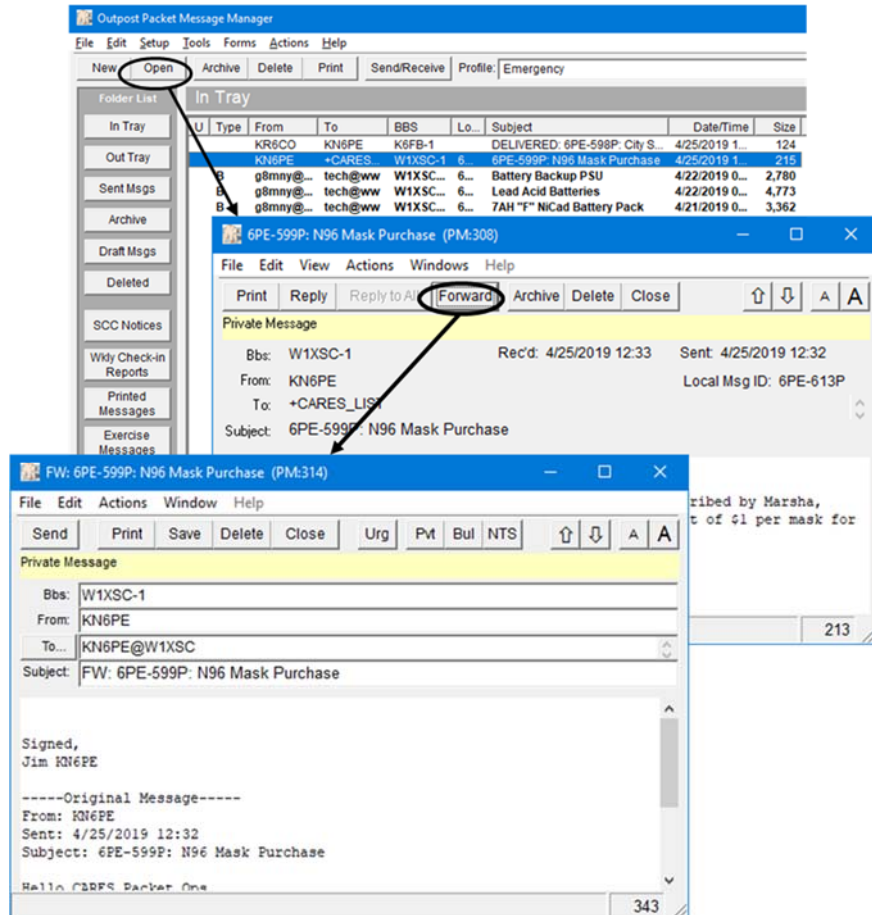 Outpost Packet Message Manager
File Edit Setup Tools Forms Actions Help
New Open Archive Delete Print Send/Receive Profile: Emergency
Folder List In Tray
In Tray
Out Tray
Sent Msgs
Archive
Draft Msgs
Deleted
SCC Notices
Wkly Check-in
Reports
Printed
Messages
Exercise
Messages
U Type From To BBS Lo... Subject Date/Time Size
KR6CO KN6PE K6FB-1 DELIVERED: 6PE-598P: City S... 4/25/2019 1... 124
KN6PE +CARES... W1XSC-1 6... 6PE-599P: N96 Mask Purchase 4/25/2019 1... 215
B g8mny@... tech@ww W1XSC... 6... Battery Backup PSU 4/22/2019 0... 2,780
B g8mny@... tech@ww W1XSC... 6... Lead Acid Batteries 4/22/2019 0... 4,773
B g8mny@... tech@ww W1XSC... 6... 7AH "F" NiCad Battery Pack 4/21/2019 0... 3,362
6PE-599P: N96 Mask Purchase (PM:308)
File Edit View Actions Windows Help
Print Reply Reply to All Forward Archive Delete Close A A
Private Message
Bbs: W1XSC-1 Rec'd: 4/25/2019 12:33 Sent: 4/25/2019 12:32
From: KN6PE Local Msg ID: 6PE-613P
To: +CARES_LIST
Subject: 6PE-599P: N96 Mask Purchase
ribed by Marsha,
t of $1 per mask for
213
FW: 6PE-599P: N96 Mask Purchase (PM:314)
File Edit Actions Window Help
Send Print Save Delete Close Urg Pvt Bul NTS A A
Private Message
Bbs: W1XSC-1
From: KN6PE
To... KN6PE@W1XSC
Subject: FW: 6PE-599P: N96 Mask Purchase
Signed,
Jim KN6PE
-----Original Message-----
From: KN6PE
Sent: 4/25/2019 12:32
Subject: 6PE-599P: N96 Mask Purchase
Hello CARES Packet Ops
343